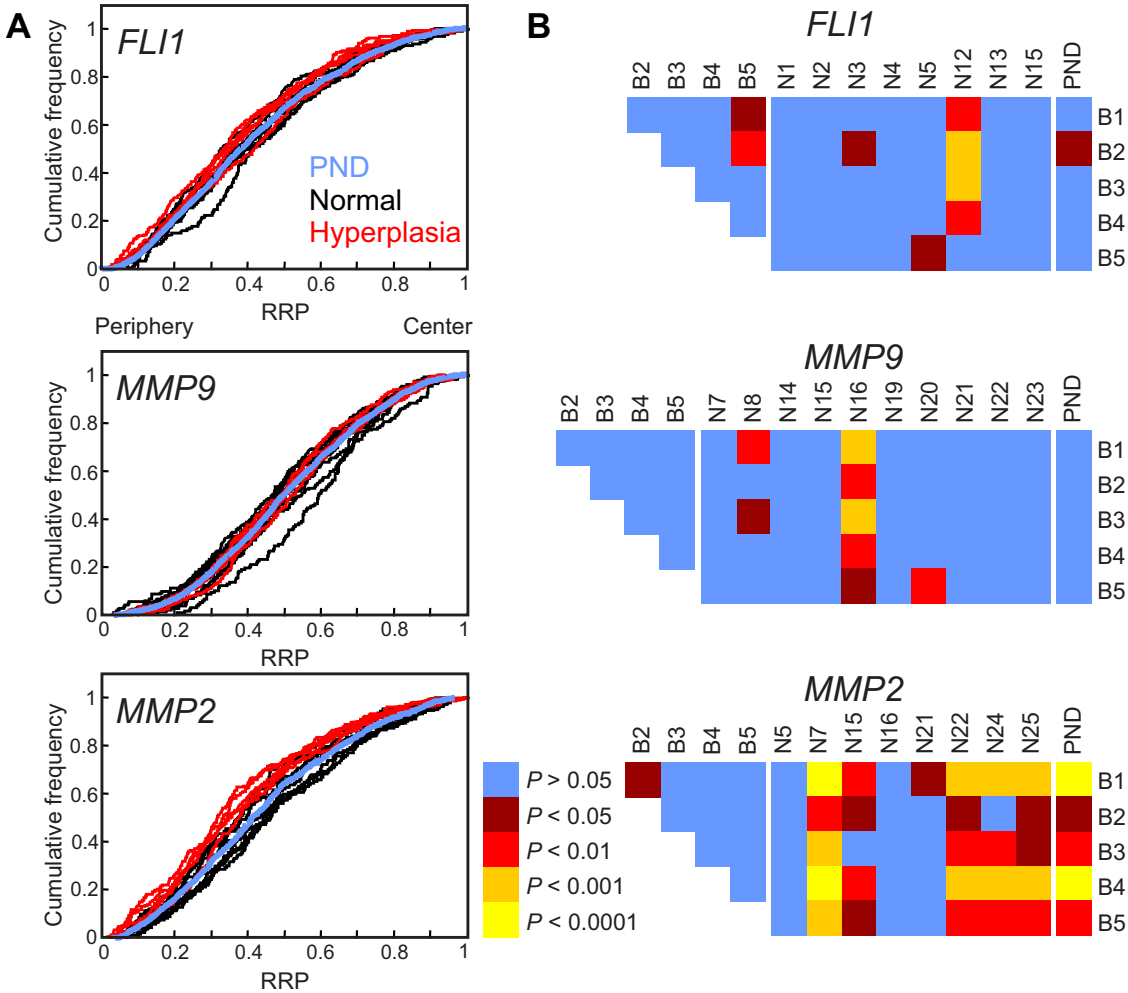 A
FLI1
Cumulative frequency
1
0.8
0.6
0.4
0.2
0
PND
Normal
Hyperplasia
0 0.2 0.4 0.6 0.8 1
RRP
Periphery Center
MMP9
Cumulative frequency
1
0.8
0.6
0.4
0.2
0
0 0.2 0.4 0.6 0.8 1
RRP
MMP2
Cumulative frequency
1
0.8
0.6
0.4
0.2
0
0 0.2 0.4 0.6 0.8 1
RRP
B
FLI1
B2 B3 B4 B5 N1 N2 N3 N4 N5 N12 N13 N15 PND
B1
B2
B3
B4
B5
MMP9
B2 B3 B4 B5 N7 N8 N14 N15 N16 N19 N20 N21 N22 N23 PND
B1
B2
B3
B4
B5
MMP2
B2 B3 B4 B5 N5 N7 N15 N16 N21 N22 N24 N25 PND
B1
B2
B3
B4
B5
P > 0.05
P < 0.05
P < 0.01
P < 0.001
P < 0.0001